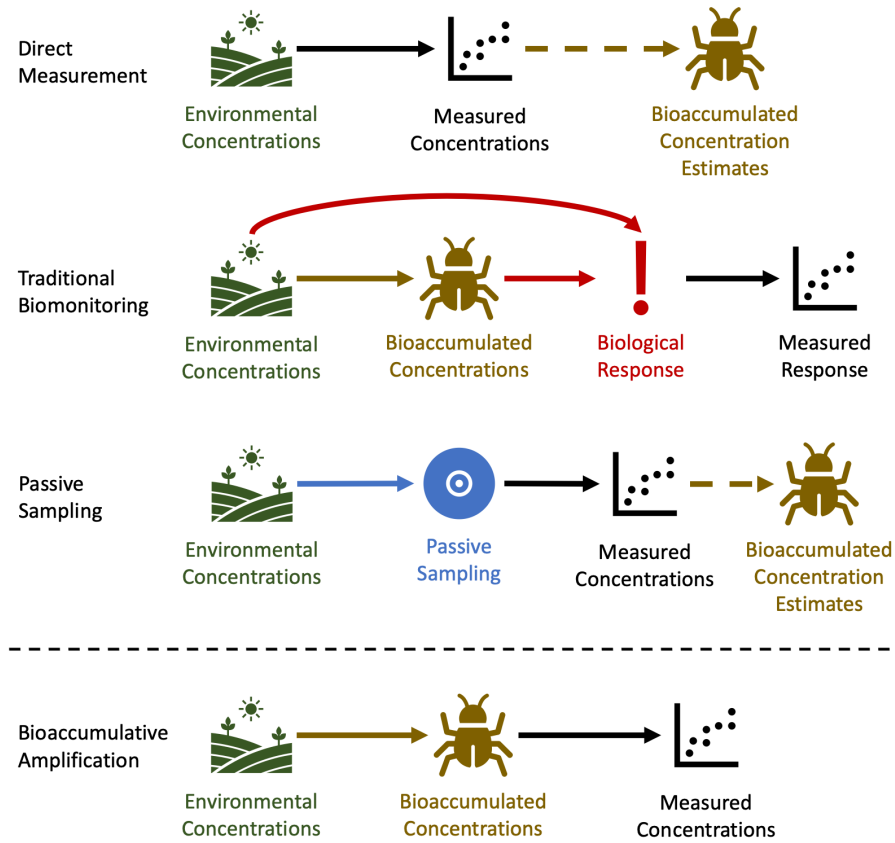 Direct
Measurement
Environmental
Concentrations
Measured
Concentrations
Bioaccumulated
Concentration
Estimates
Traditional
Biomonitoring
Environmental
Concentrations
Bioaccumulated
Concentrations
Biological
Response
Measured
Response
Passive
Sampling
Environmental
Concentrations
Passive
Sampling
Measured
Concentrations
Bioaccumulated
Concentration
Estimates
Bioaccumulative
Amplification
Environmental
Concentrations
Bioaccumulated
Concentrations
Measured
Concentrations